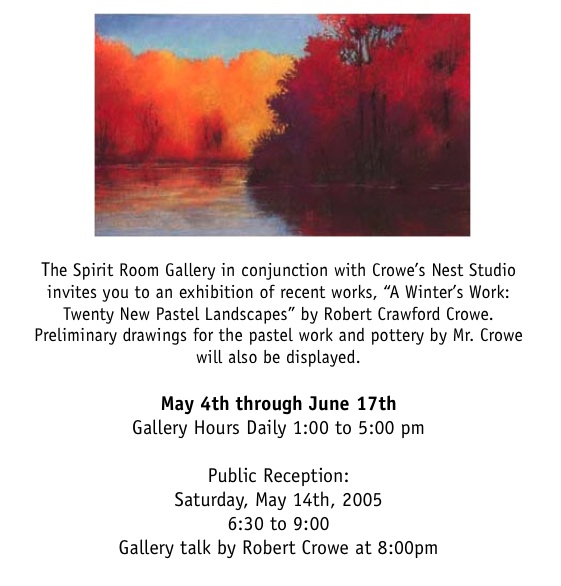 The Spirit Room Gallery in conjunction with Crowe's Nest Studio
invites you to an exhibition of recent works, "A Winter's Work:
Twenty New Pastel Landscapes" by Robert Crawford Crowe.
Preliminary drawings for the pastel work and pottery by Mr. Crowe
will also be displayed.
May 4th through June 17th
Gallery Hours Daily 1:00 to 5:00 pm
Public Reception:
Saturday, May 14th, 2005
6:30 to 9:00
Gallery talk by Robert Crowe at 8:00pm